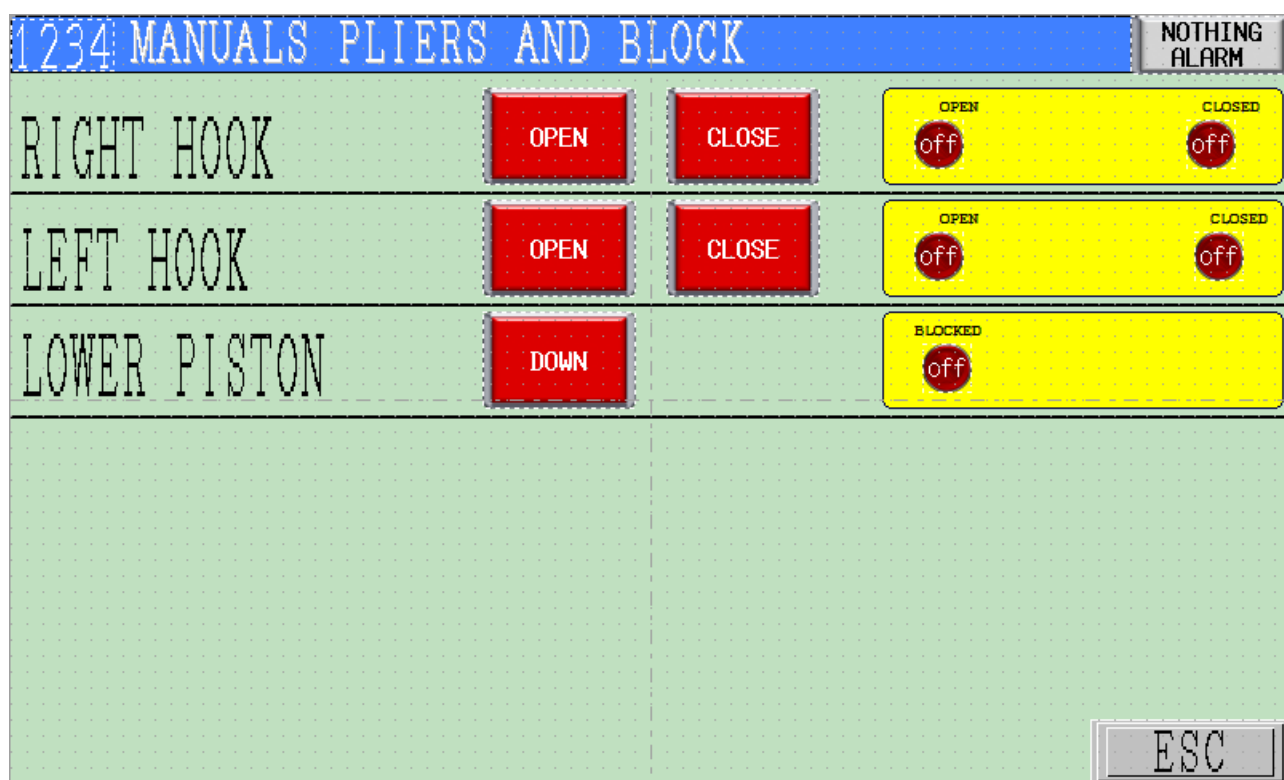 1234 MANUALS PLIERS AND BLOCK
NOTHING
ALARM
RIGHT HOOK
OPEN
CLOSE
OPEN
CLOSED
off
off
LEFT HOOK
OPEN
CLOSE
OPEN
CLOSED
off
off
LOWER PISTON
DOWN
BLOCKED
off
ESC